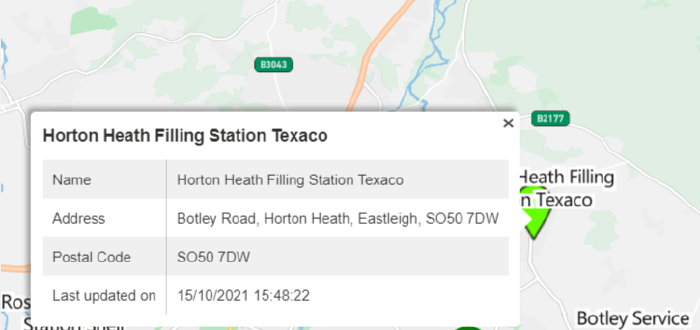 B3043
Horton Heath Filling Station Texaco
×
B2177
Name Horton Heath Filling Station Texaco
Heath Filling
Texaco
Address Botley Road, Horton Heath, Eastleigh, SO50 7DW
Postal Code SO50 7DW
Last updated on 15/10/2021 15:48:22
Ros
Station Shell
Botley Service